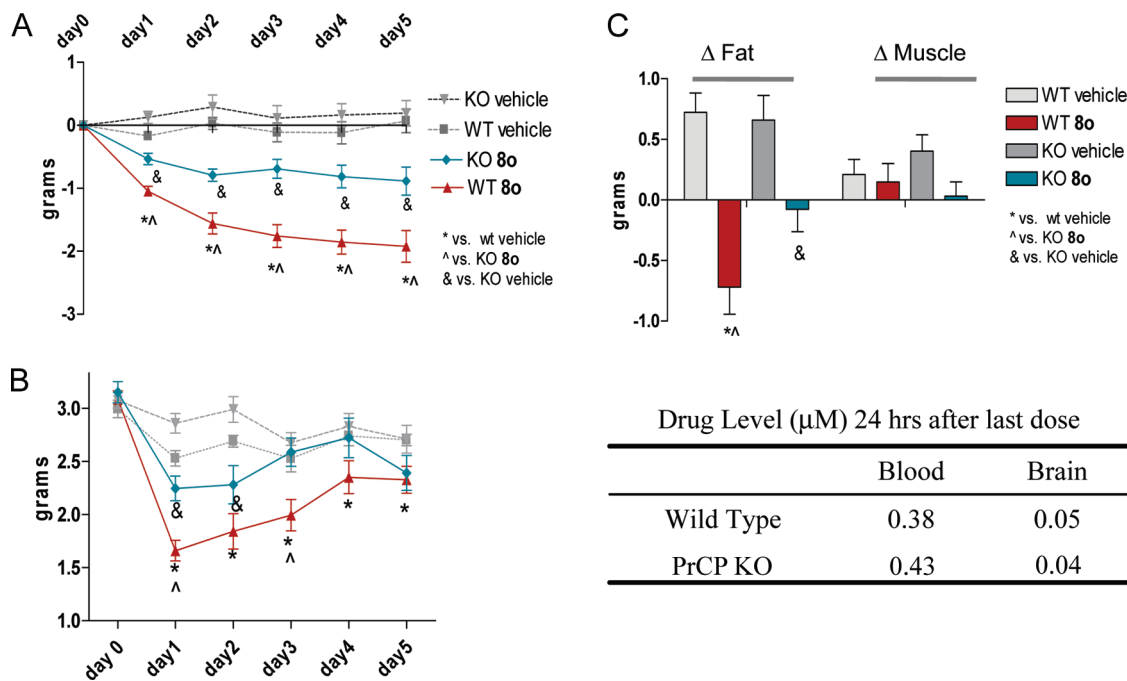 A
day0 day1 day2 day3 day4 day5
grams
1
0
-1
-2
-3
& & & & &
*^ *^ *^ *^ *^
KO vehicle
WT vehicle
KO 8o
WT 8o
* vs. wt vehicle
^ vs. KO 8o
& vs. KO vehicle
B
grams
3.0
2.5
2.0
1.5
1.0
& &
* * * * *
^ ^
day 0 day1 day2 day3 day4 day5
C
Δ Fat Δ Muscle
grams
1.0
0.5
0.0
-0.5
-1.0
&
*^
WT vehicle
WT 8o
KO vehicle
KO 8o
* vs. wt vehicle
^ vs. KO 8o
& vs. KO vehicle
Drug Level (μM) 24 hrs after last dose
Blood Brain
Wild Type 0.38 0.05
PrCP KO 0.43 0.04